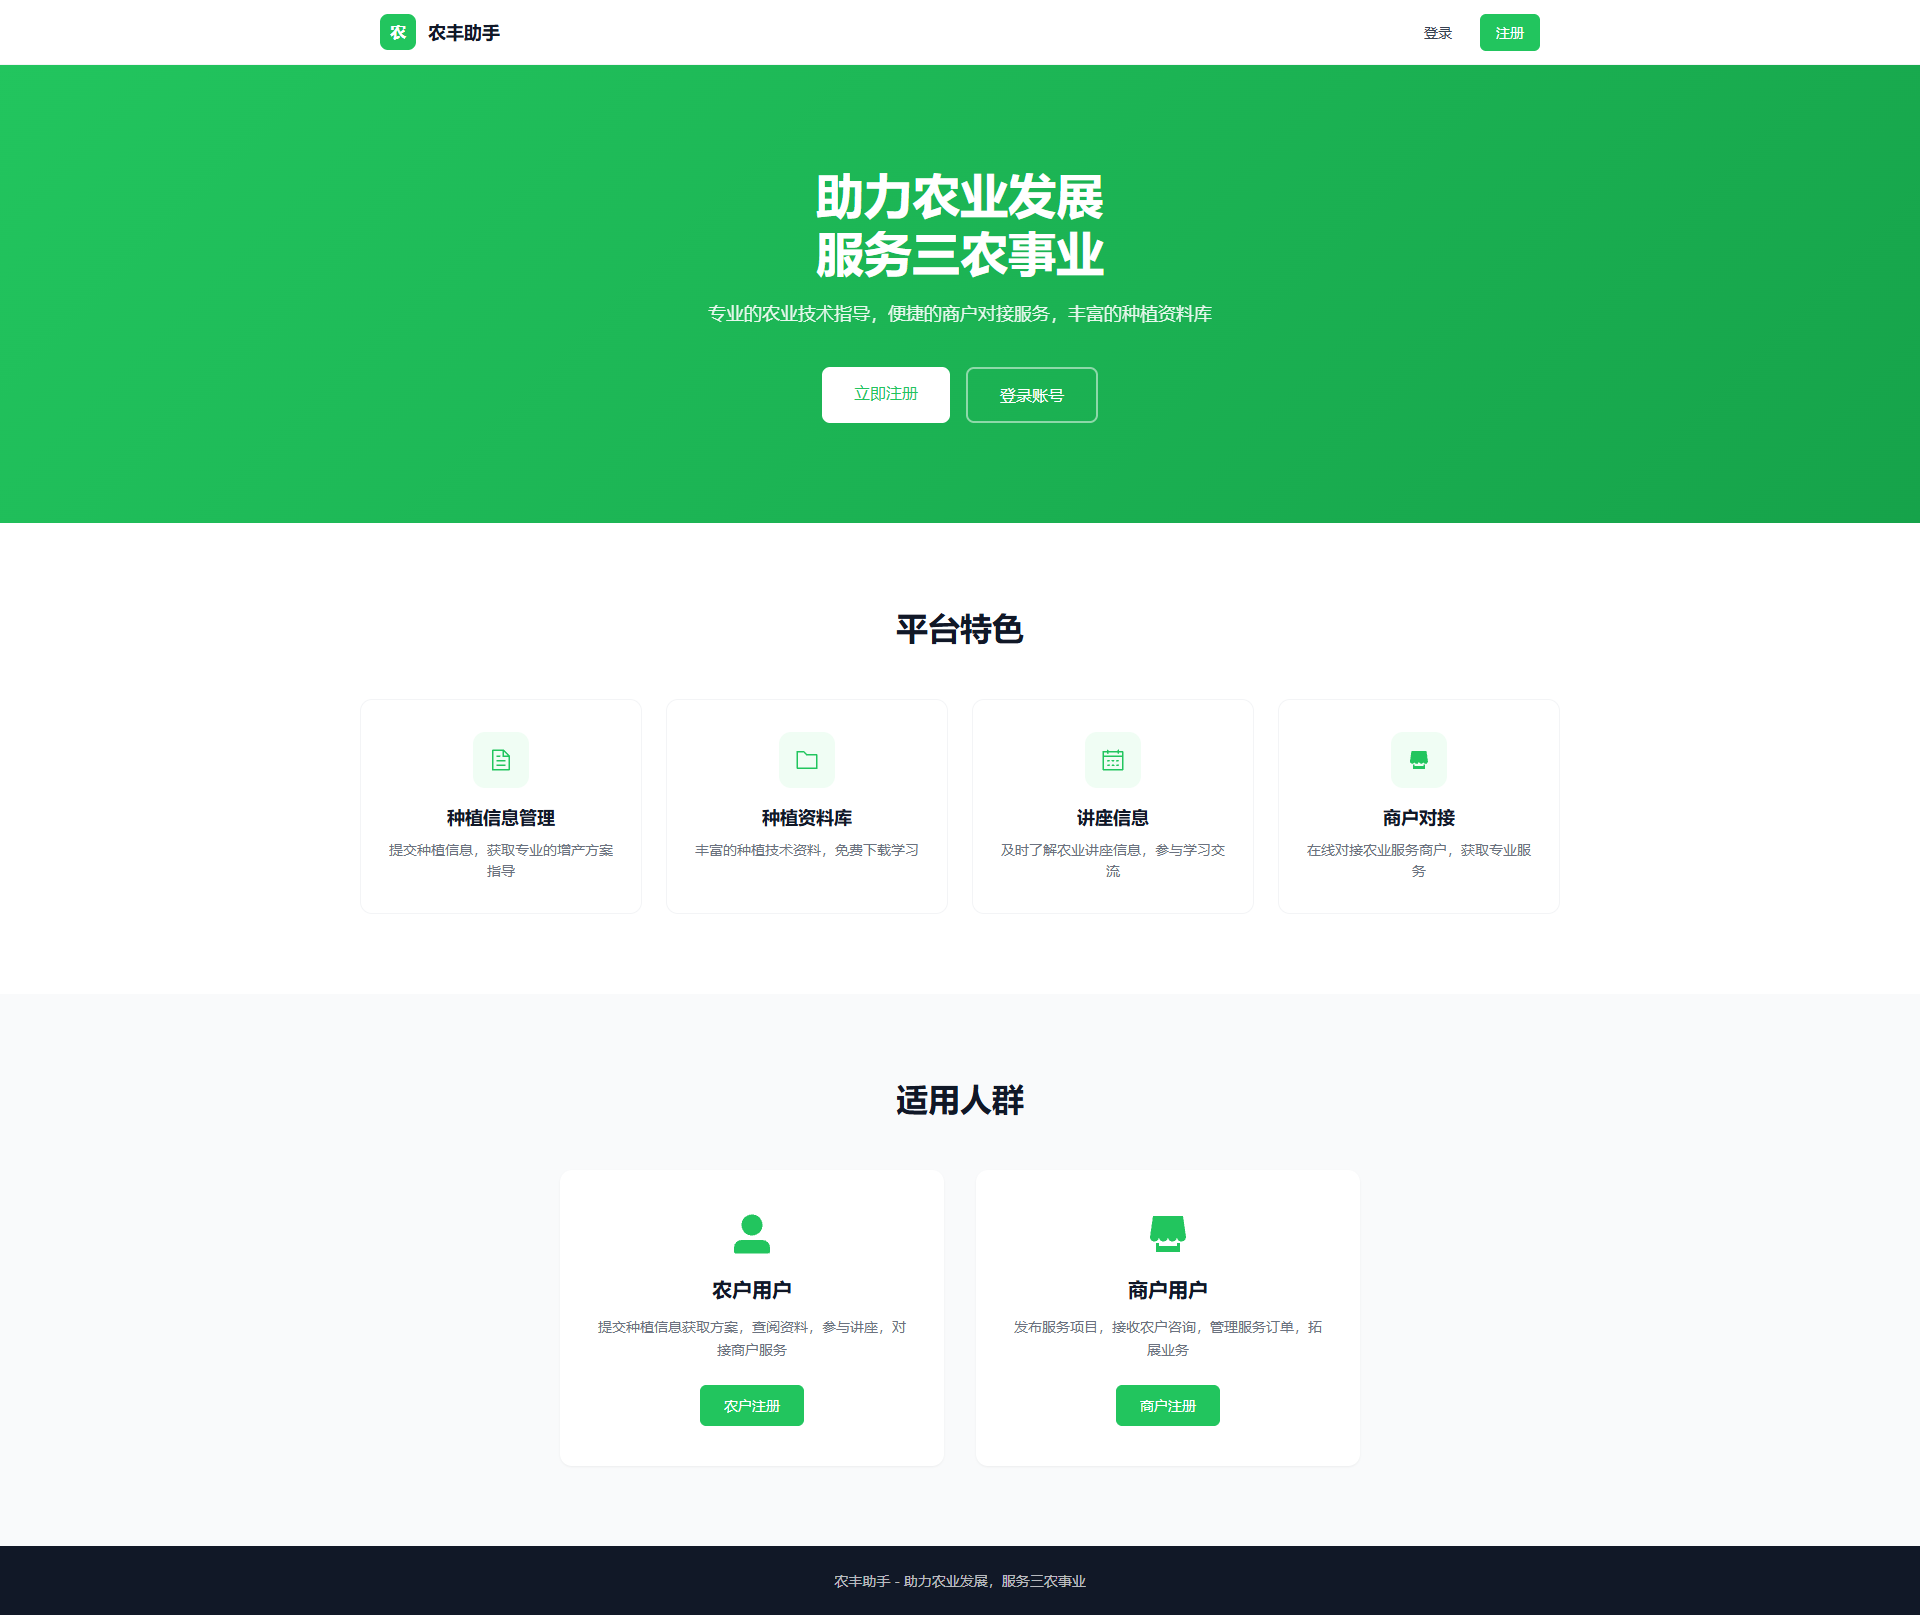 农 农丰助手
登录 注册
助力农业发展
服务三农事业
专业的农业技术指导，便捷的商户对接服务，丰富的种植资料库
立即注册 登录账号
平台特色
种植信息管理
提交种植信息，获取专业的增产方案
指导
种植资料库
丰富的种植技术资料，免费下载学习
讲座信息
及时了解农业讲座信息，参与学习交
流
商户对接
在线对接农业服务商户，获取专业服
务
适用人群
农户用户
提交种植信息获取方案，查阅资料，参与讲座，对
接商户服务
农户注册
商户用户
发布服务项目，接收农户咨询，管理服务订单，拓
展业务
商户注册
农丰助手 - 助力农业发展，服务三农事业